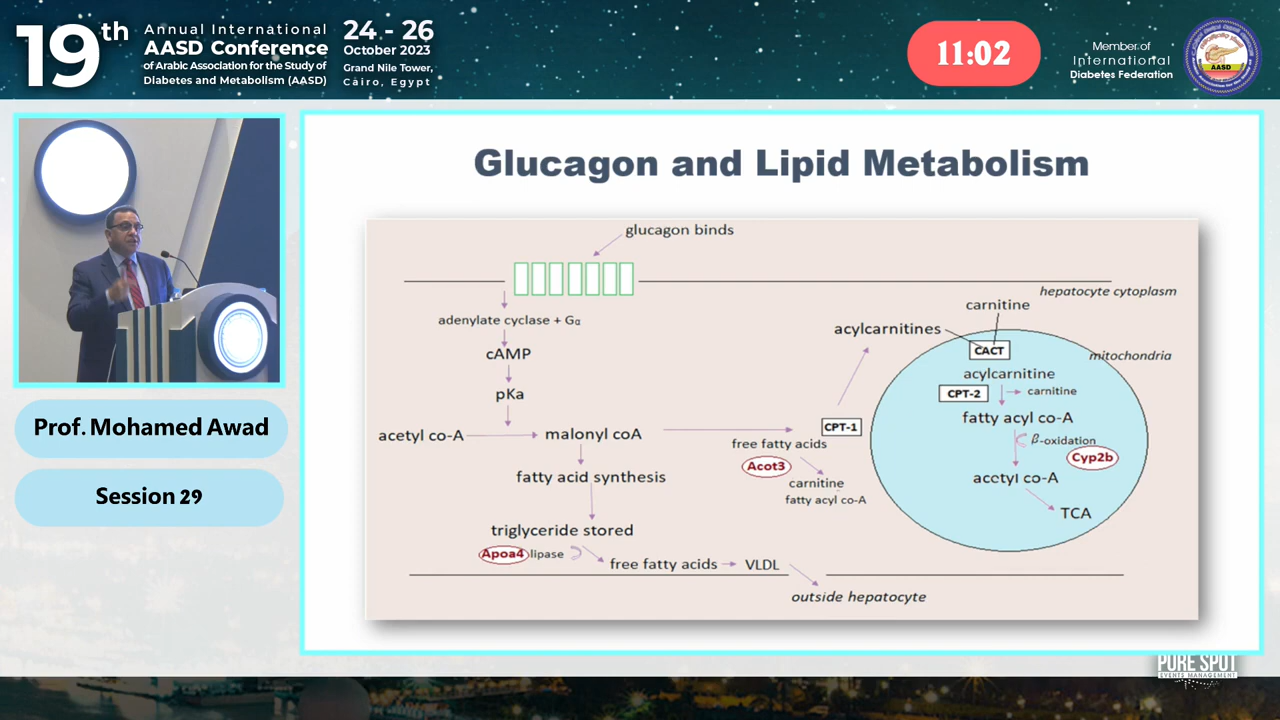 19th
Annual International
AASD Conference
of Arabic Association for the Study of
Diabetes and Metabolism (AASD)
24 - 26
October 2023
Grand Nile Tower,
Cairo, Egypt
11:02
Member of
International
Diabetes Federation
AASD
Glucagon and Lipid Metabolism
glucagon binds
hepatocyte cytoplasm
carnitine
adenylate cyclase + Gα
acylcarnitines
CACT
mitochondria
cAMP
acylcarnitine
CPT-2
carnitine
pKa
fatty acyl co-A
CPT-1
acetyl co-A
malonyl coA
free fatty acids
β-oxidation
Cyp2b
Acot3
fatty acid synthesis
carnitine
fatty acyl co-A
acetyl co-A
TCA
triglyceride stored
Apoa4 lipase
free fatty acids
VLDL
outside hepatocyte
Prof. Mohamed Awad
Session 29
PURE SPOT
EVENTS MANAGEMENT